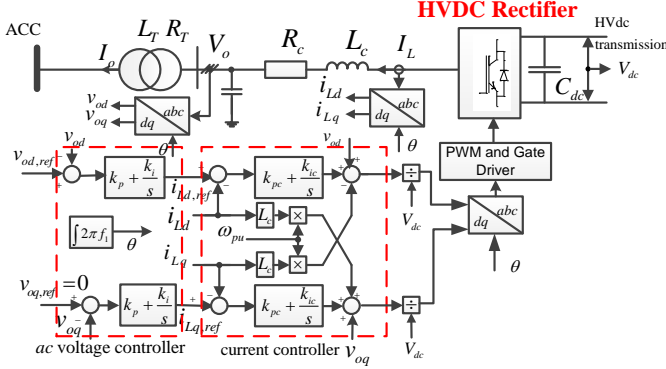 HVDC Rectifier
ACC
I_o
L_T R_T
V_o
R_c
L_c
I_L
C_dc
HVdc
transmission
V_dc
v_od
v_oq
abc
dq
θ
i_Ld
i_Lq
abc
dq
θ
PWM and Gate
Driver
v_od,ref
+
v_od
-
k_p + k_i/s
i_Ld,ref
+
-
k_pc + k_ic/s
v_od
+
+
-
÷
V_dc
i_Ld
L_c
×
ω_pu
∫2πf_1
θ
i_Lq
L_c
×
abc
dq
θ
v_oq,ref=0
+
v_oq
-
k_p + k_i/s
i_Lq,ref
+
-
k_pc + k_ic/s
+
+
+
v_oq
÷
V_dc
ac voltage controller
current controller